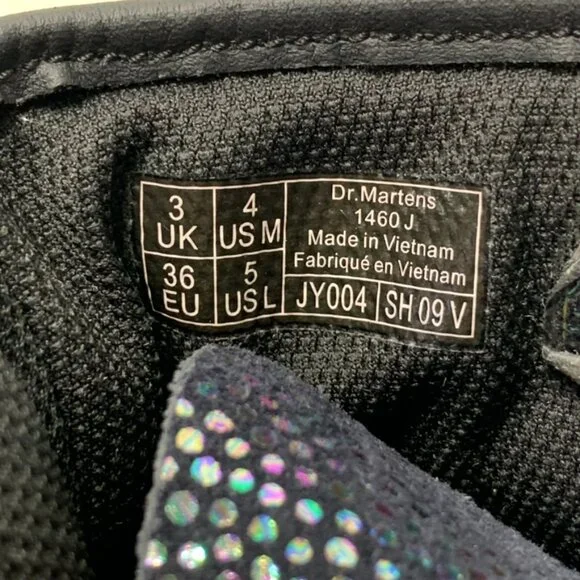 3
UK
4
US M
36
EU
5
US L
Dr.Martens
1460 J
Made in Vietnam
Fabriqué en Vietnam
JY004
SH 09 V